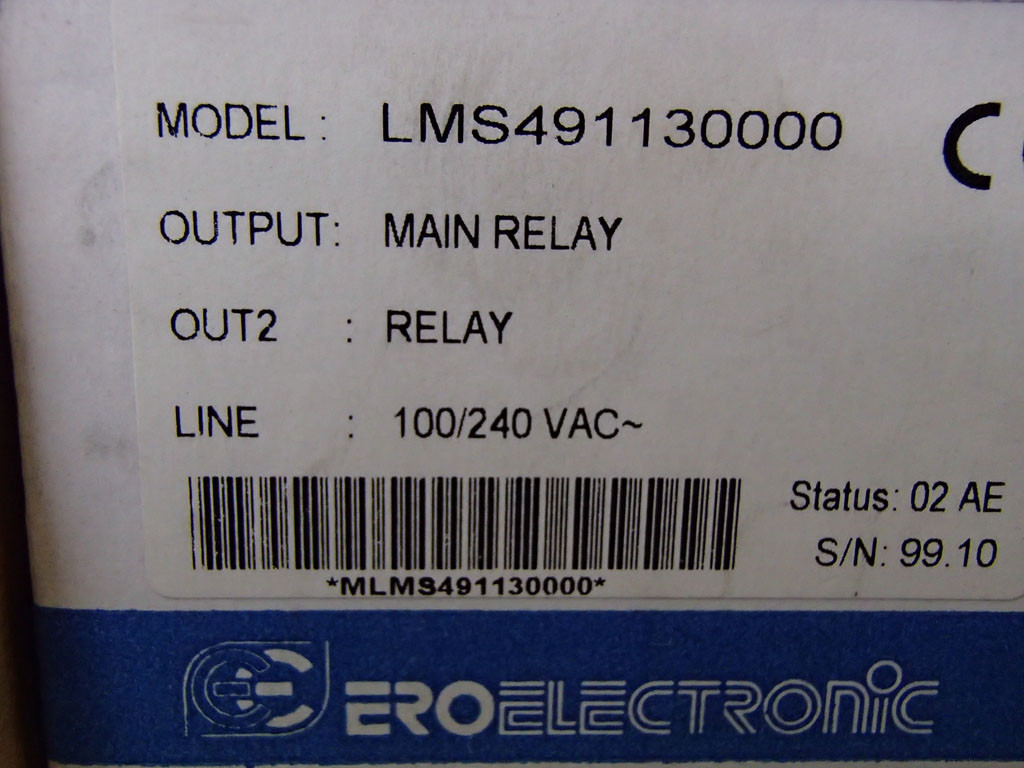 MODEL : LMS491130000
OUTPUT: MAIN RELAY
OUT2 : RELAY
LINE : 100/240 VAC~
Status: 02 AE
S/N: 99.10
*MLMS491130000*
EROELECTRONIC